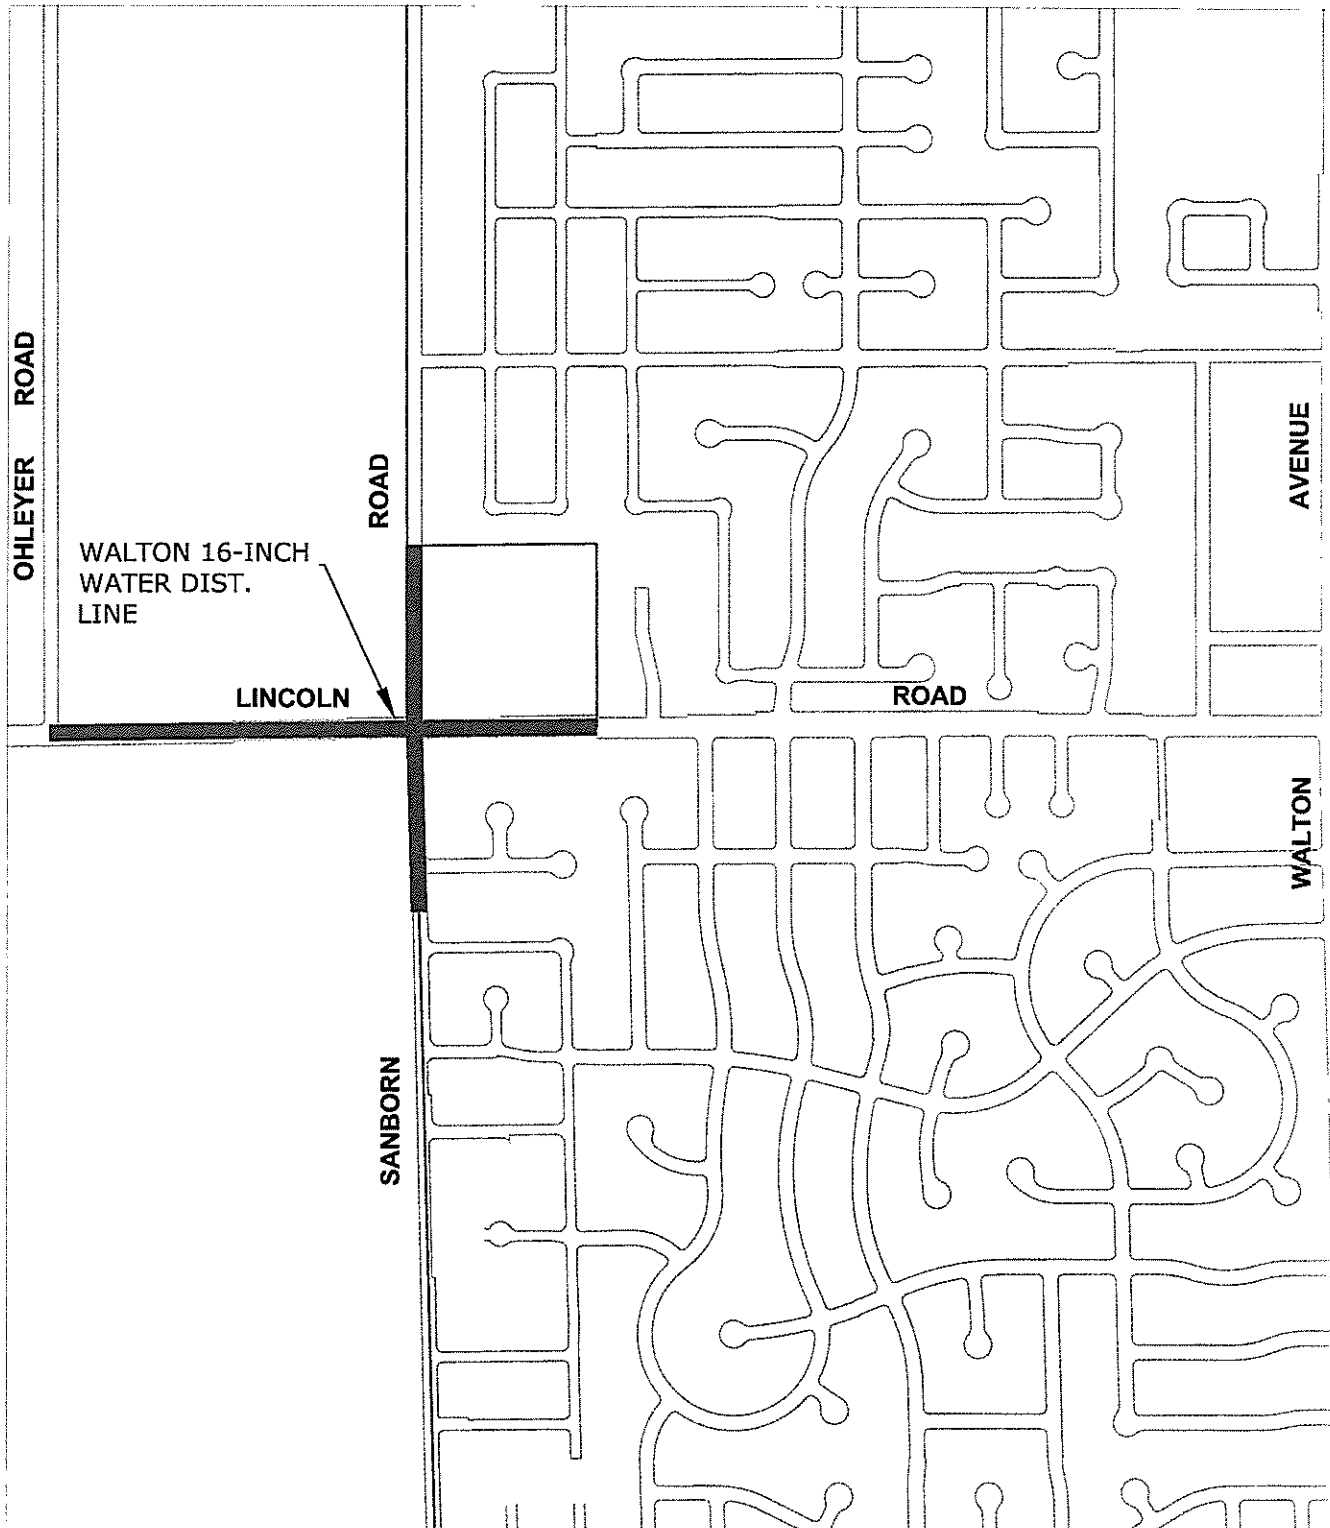 OHLEYER ROAD
ROAD
AVENUE
WALTON 16-INCH
WATER DIST.
LINE
LINCOLN
ROAD
WALTON
SANBORN